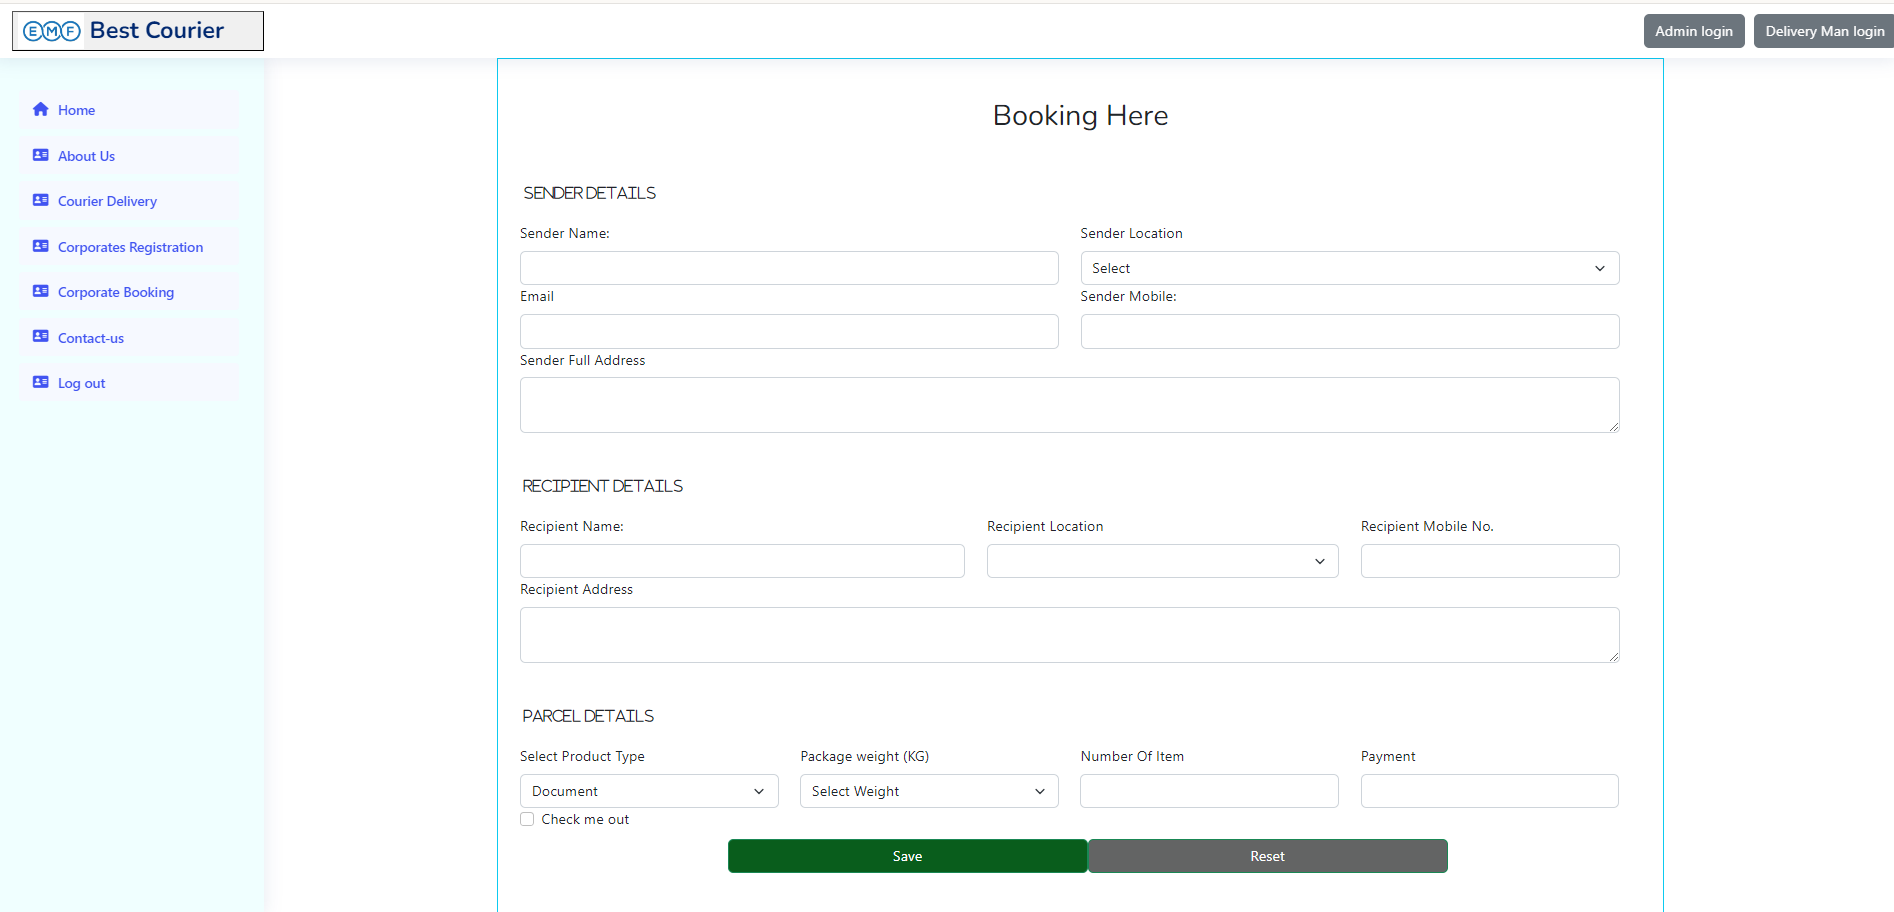 EMF Best Courier
Admin login
Delivery Man login
Home
About Us
Courier Delivery
Corporates Registration
Corporate Booking
Contact-us
Log out
Booking Here
SENDER DETAILS
Sender Name:
Sender Location
Select
Email
Sender Mobile:
Sender Full Address
RECIPIENT DETAILS
Recipient Name:
Recipient Location
Recipient Mobile No.
Recipient Address
PARCEL DETAILS
Select Product Type
Package weight (KG)
Number Of Item
Payment
Document
Select Weight
Check me out
Save
Reset